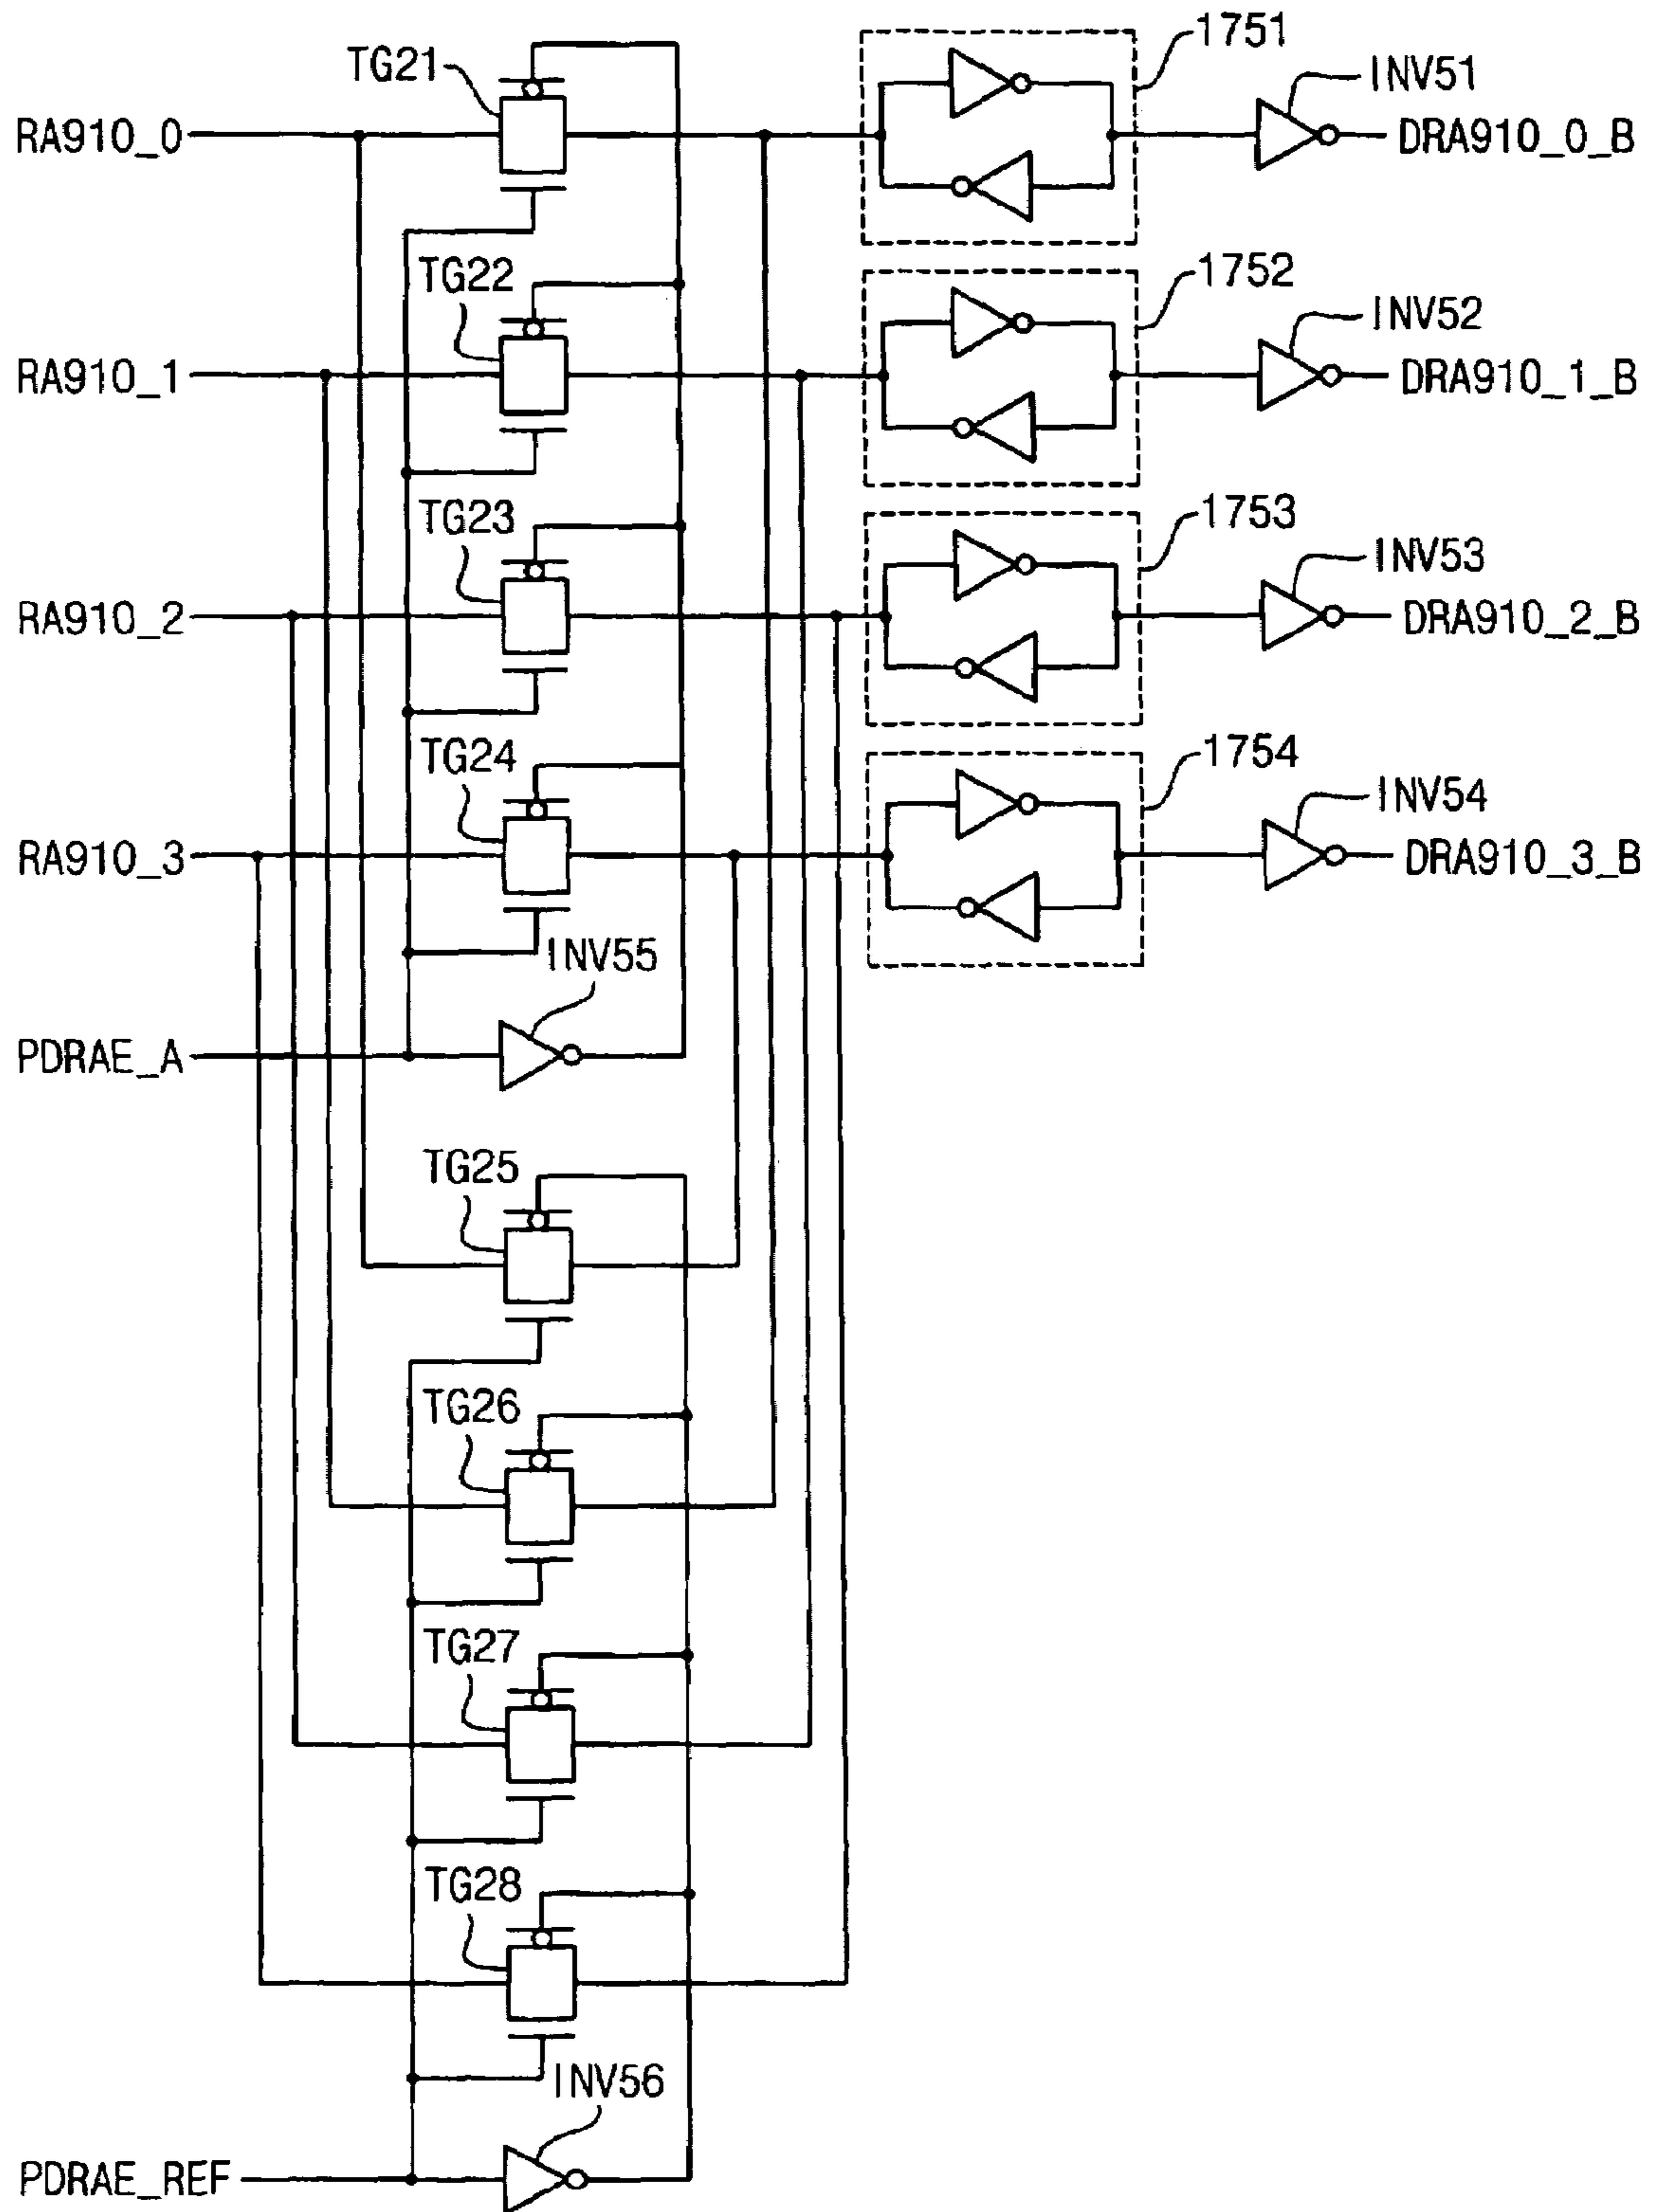 1751
TG21
INV51
RA910_0
DRA910_0_B
TG22
1752
INV52
RA910_1
DRA910_1_B
TG23
1753
INV53
RA910_2
DRA910_2_B
TG24
1754
INV54
RA910_3
DRA910_3_B
INV55
PDRAE_A
TG25
TG26
TG27
TG28
INV56
PDRAE_REF